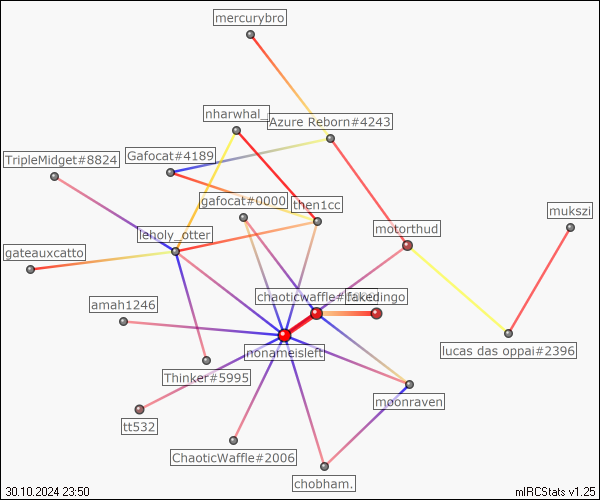 mercurybro
nharwhal_
Azure Reborn#4243
Gafocat#4189
TripleMidget#8824
gafocat#0000
then1cc
mukszi
leholy_otter
motorthud
gateauxcatto
chaoticwaffle#
fakedingo
amah1246
nonameisleft
lucas das oppai#2396
Thinker#5995
moonraven
tt532
ChaoticWaffle#2006
chobham.
30.10.2024 23:50
mIRCStats v1.25